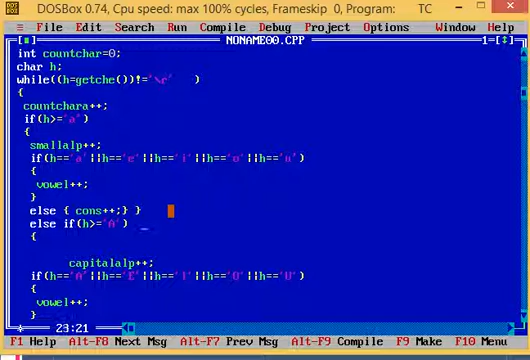 DOSBox 0.74, Cpu speed: max 100% cycles, Frameskip 0, Program: TC
≡ File Edit Search Run Compile Debug Project Options Window Help
[■] NONAME00.CPP 1=[↕]
int countchar=0;
char h;
while((h=getche())!='\r' )
{
countchara++;
if(h>='a')
{
smallalp++;
if(h=='a'||h=='e'||h=='i'||h=='o'||h=='u')
{
vowel++;
}
else { cons++;} }
else if(h>='A')
{
capitalalp++;
if(h=='A'||h=='E'||h=='I'||h=='O'||h=='U')
{
vowel++;
}
23:21
F1 Help Alt-F8 Next Msg Alt-F7 Prev Msg Alt-F9 Compile F9 Make F10 Menu